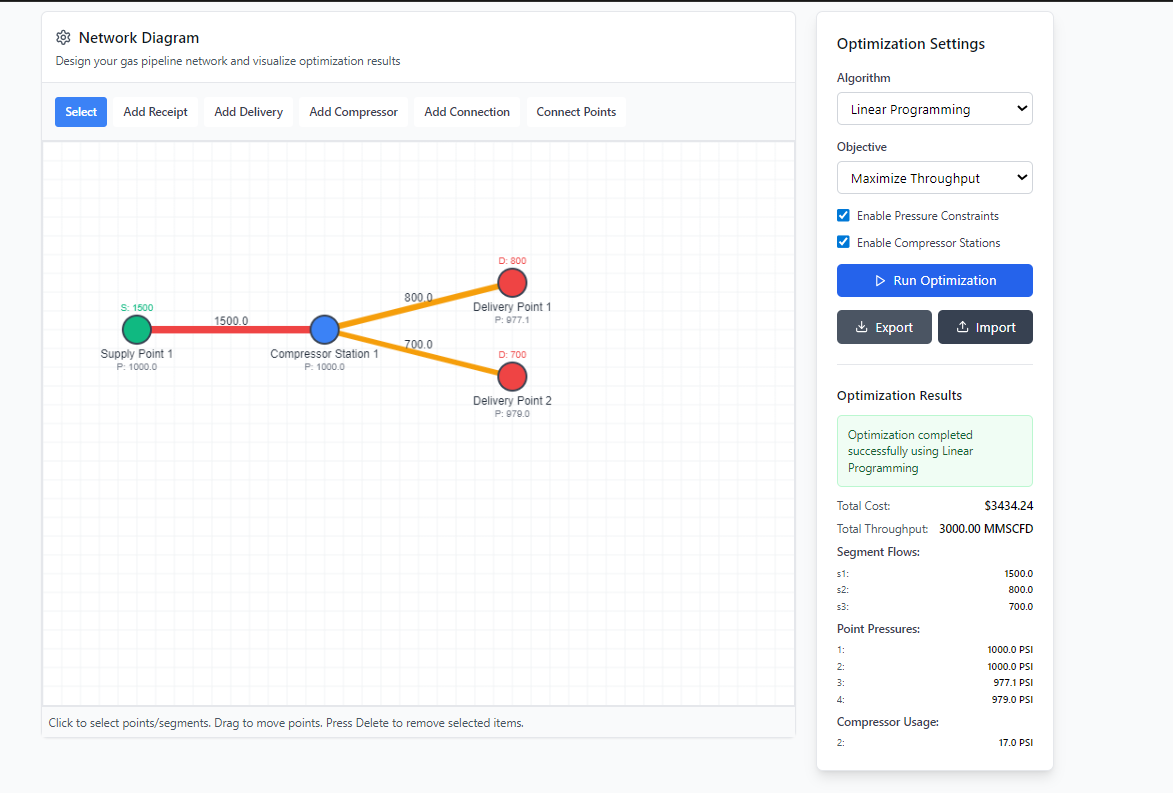 Network Diagram
Design your gas pipeline network and visualize optimization results
Select
Add Receipt
Add Delivery
Add Compressor
Add Connection
Connect Points
S: 1500
Supply Point 1
P: 1000.0
1500.0
Compressor Station 1
P: 1000.0
800.0
700.0
D: 800
Delivery Point 1
P: 977.1
D: 700
Delivery Point 2
P: 979.0
Click to select points/segments. Drag to move points. Press Delete to remove selected items.
Optimization Settings
Algorithm
Linear Programming
Objective
Maximize Throughput
Enable Pressure Constraints
Enable Compressor Stations
Run Optimization
Export
Import
Optimization Results
Optimization completed
successfully using Linear
Programming
Total Cost: $3434.24
Total Throughput: 3000.00 MMSCFD
Segment Flows:
s1: 1500.0
s2: 800.0
s3: 700.0
Point Pressures:
1: 1000.0 PSI
2: 1000.0 PSI
3: 977.1 PSI
4: 979.0 PSI
Compressor Usage:
2: 17.0 PSI